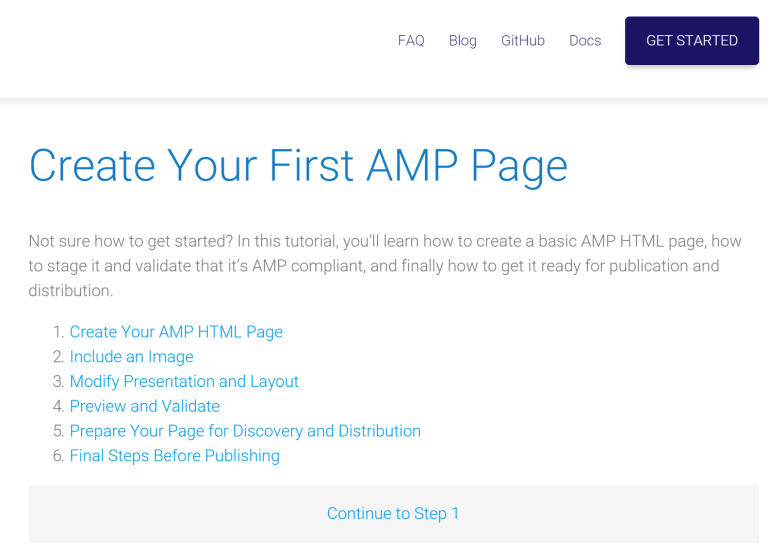 FAQ Blog GitHub Docs GET STARTED
Create Your First AMP Page
Not sure how to get started? In this tutorial, you'll learn how to create a basic AMP HTML page, how
to stage it and validate that it's AMP compliant, and finally how to get it ready for publication and
distribution.
1. Create Your AMP HTML Page
2. Include an Image
3. Modify Presentation and Layout
4. Preview and Validate
5. Prepare Your Page for Discovery and Distribution
6. Final Steps Before Publishing
Continue to Step 1